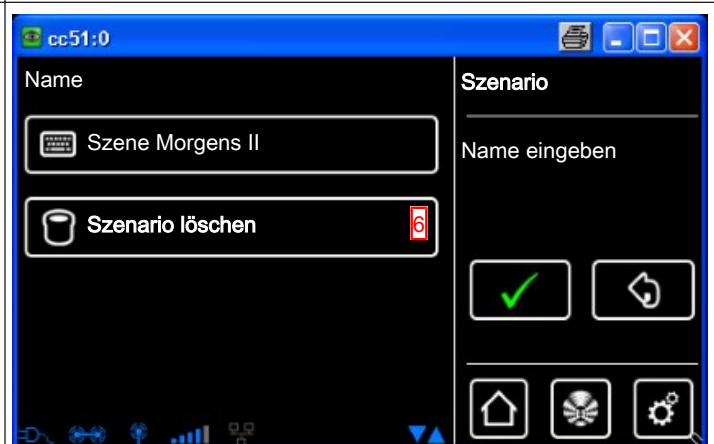 cc51:0
Name
Szene Morgens II
Szenario löschen 6
Szenario
Name eingeben